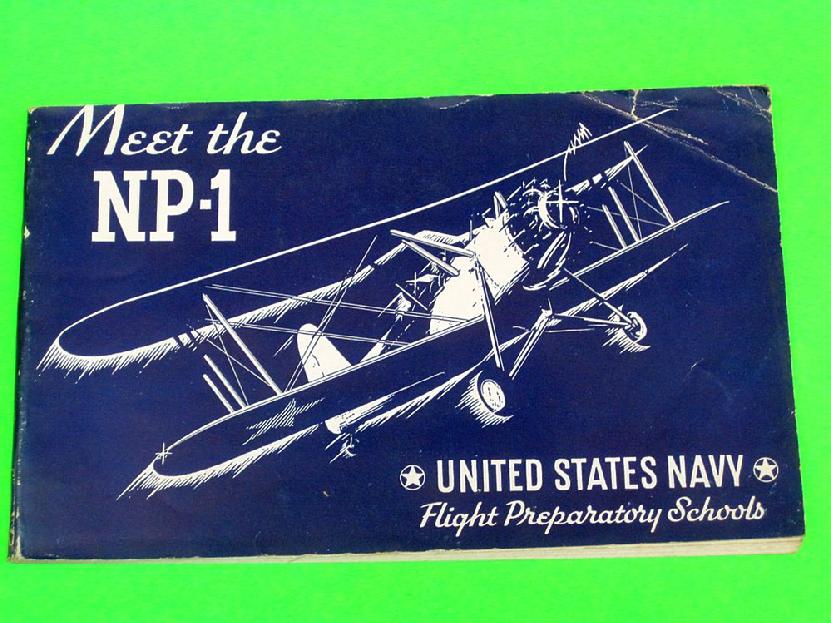 Meet the
NP-1
UNITED STATES NAVY
Flight Preparatory Schools